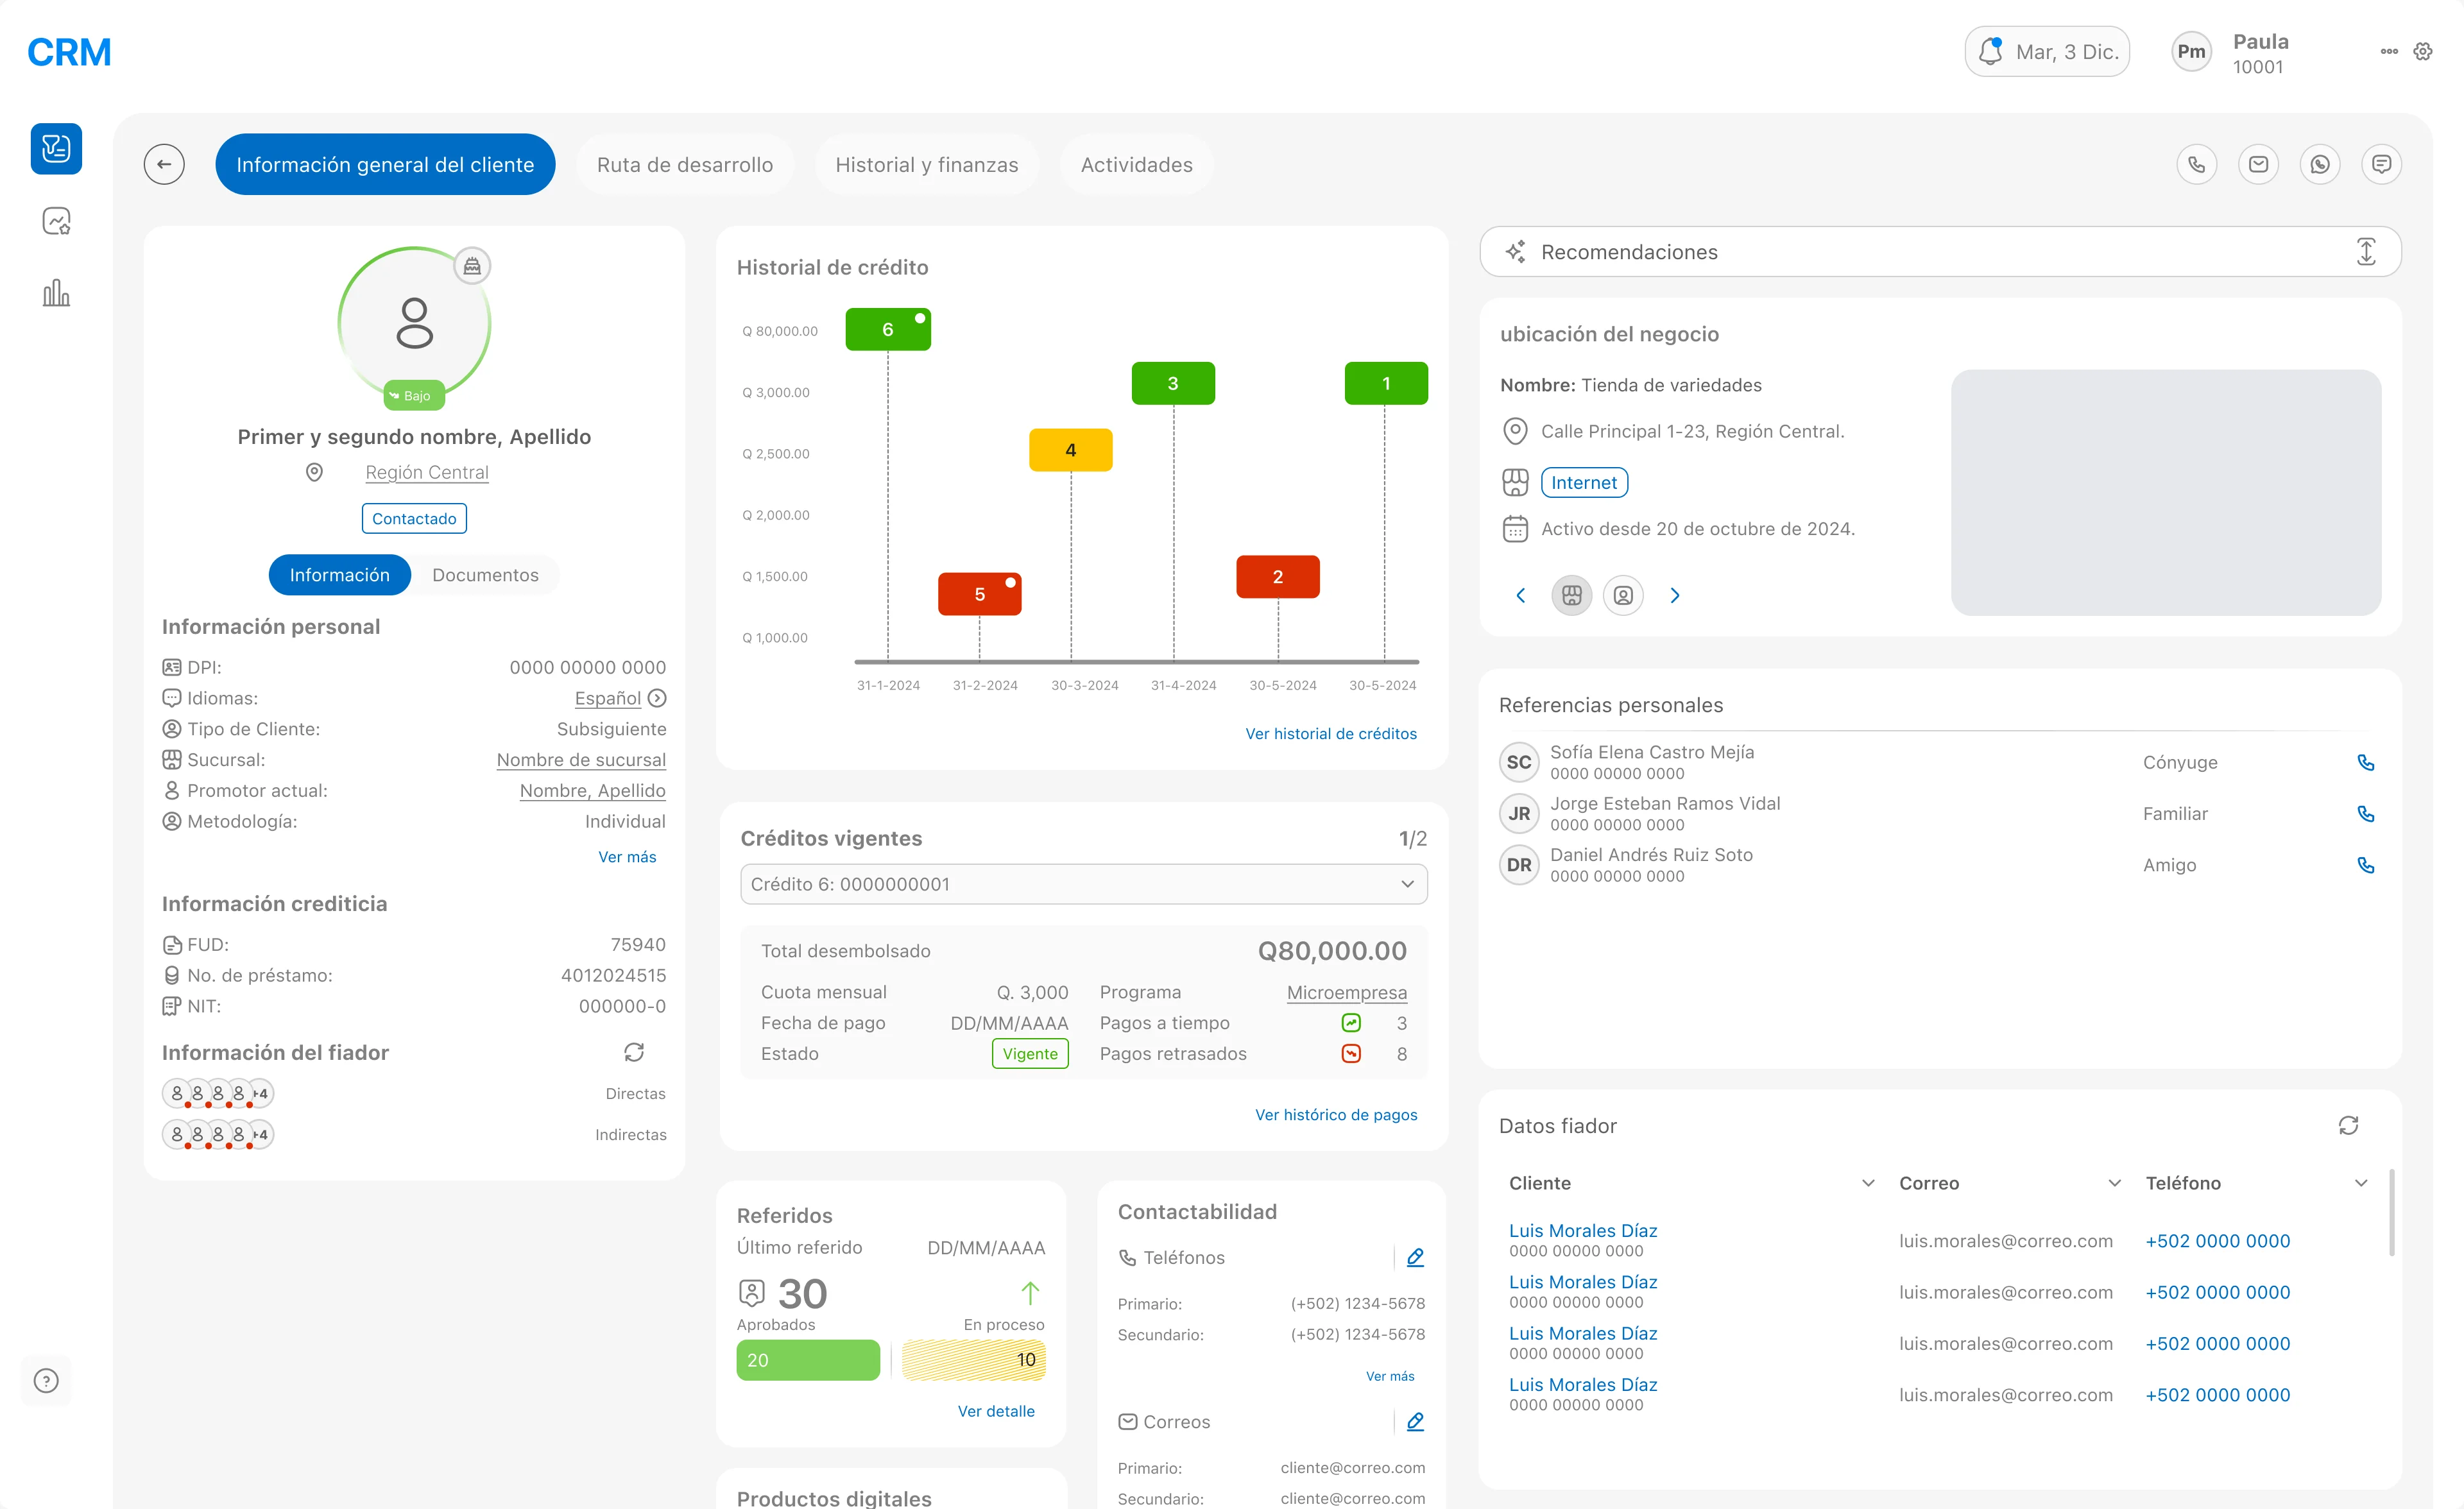 CRM
Mar, 3 Dic.
Pm
Paula
10001
Información general del cliente
Ruta de desarrollo
Historial y finanzas
Actividades
Bajo
Primer y segundo nombre, Apellido
Región Central
Contactado
Información
Documentos
Información personal
DPI: 0000 00000 0000
Idiomas: Español
Tipo de Cliente: Subsiguiente
Sucursal: Nombre de sucursal
Promotor actual: Nombre, Apellido
Metodología: Individual
Ver más
Información crediticia
FUD: 75940
No. de préstamo: 4012024515
NIT: 000000-0
Información del fiador
+4 Directas
+4 Indirectas
Historial de crédito
Q 80,000.00
Q 3,000.00
Q 2,500.00
Q 2,000.00
Q 1,500.00
Q 1,000.00
6
5
4
3
2
1
31-1-2024
31-2-2024
30-3-2024
31-4-2024
30-5-2024
30-5-2024
Ver historial de créditos
Créditos vigentes 1/2
Crédito 6: 0000000001
Total desembolsado Q80,000.00
Cuota mensual Q. 3,000 Programa Microempresa
Fecha de pago DD/MM/AAAA Pagos a tiempo 3
Estado Vigente Pagos retrasados 8
Ver histórico de pagos
Referidos
Último referido DD/MM/AAAA
30
Aprobados En proceso
20 10
Ver detalle
Productos digitales
Contactabilidad
Teléfonos
Primario: (+502) 1234-5678
Secundario: (+502) 1234-5678
Ver más
Correos
Primario: cliente@correo.com
Secundario: cliente@correo.com
Recomendaciones
ubicación del negocio
Nombre: Tienda de variedades
Calle Principal 1-23, Región Central.
Internet
Activo desde 20 de octubre de 2024.
Referencias personales
SC
Sofía Elena Castro Mejía
0000 00000 0000
Cónyuge
JR
Jorge Esteban Ramos Vidal
0000 00000 0000
Familiar
DR
Daniel Andrés Ruiz Soto
0000 00000 0000
Amigo
Datos fiador
Cliente Correo Teléfono
Luis Morales Díaz
0000 00000 0000
luis.morales@correo.com +502 0000 0000
Luis Morales Díaz
0000 00000 0000
luis.morales@correo.com +502 0000 0000
Luis Morales Díaz
0000 00000 0000
luis.morales@correo.com +502 0000 0000
Luis Morales Díaz
0000 00000 0000
luis.morales@correo.com +502 0000 0000